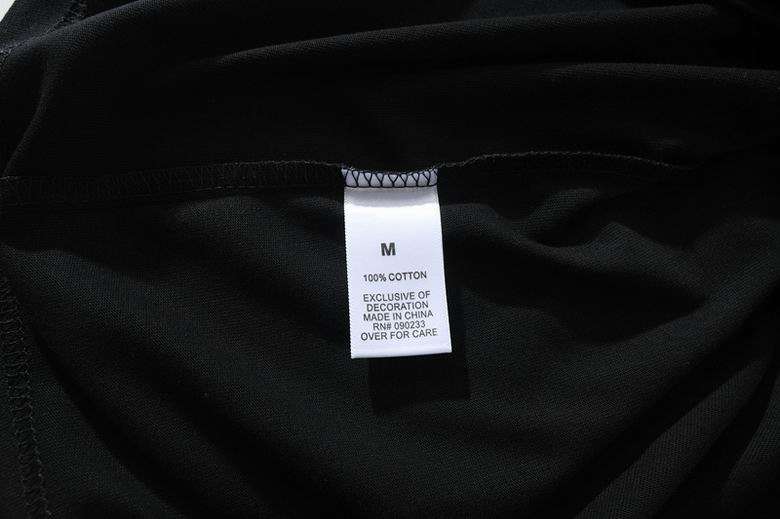 M
100% COTTON
EXCLUSIVE OF
DECORATION
MADE IN CHINA
RN# 090233
OVER FOR CARE